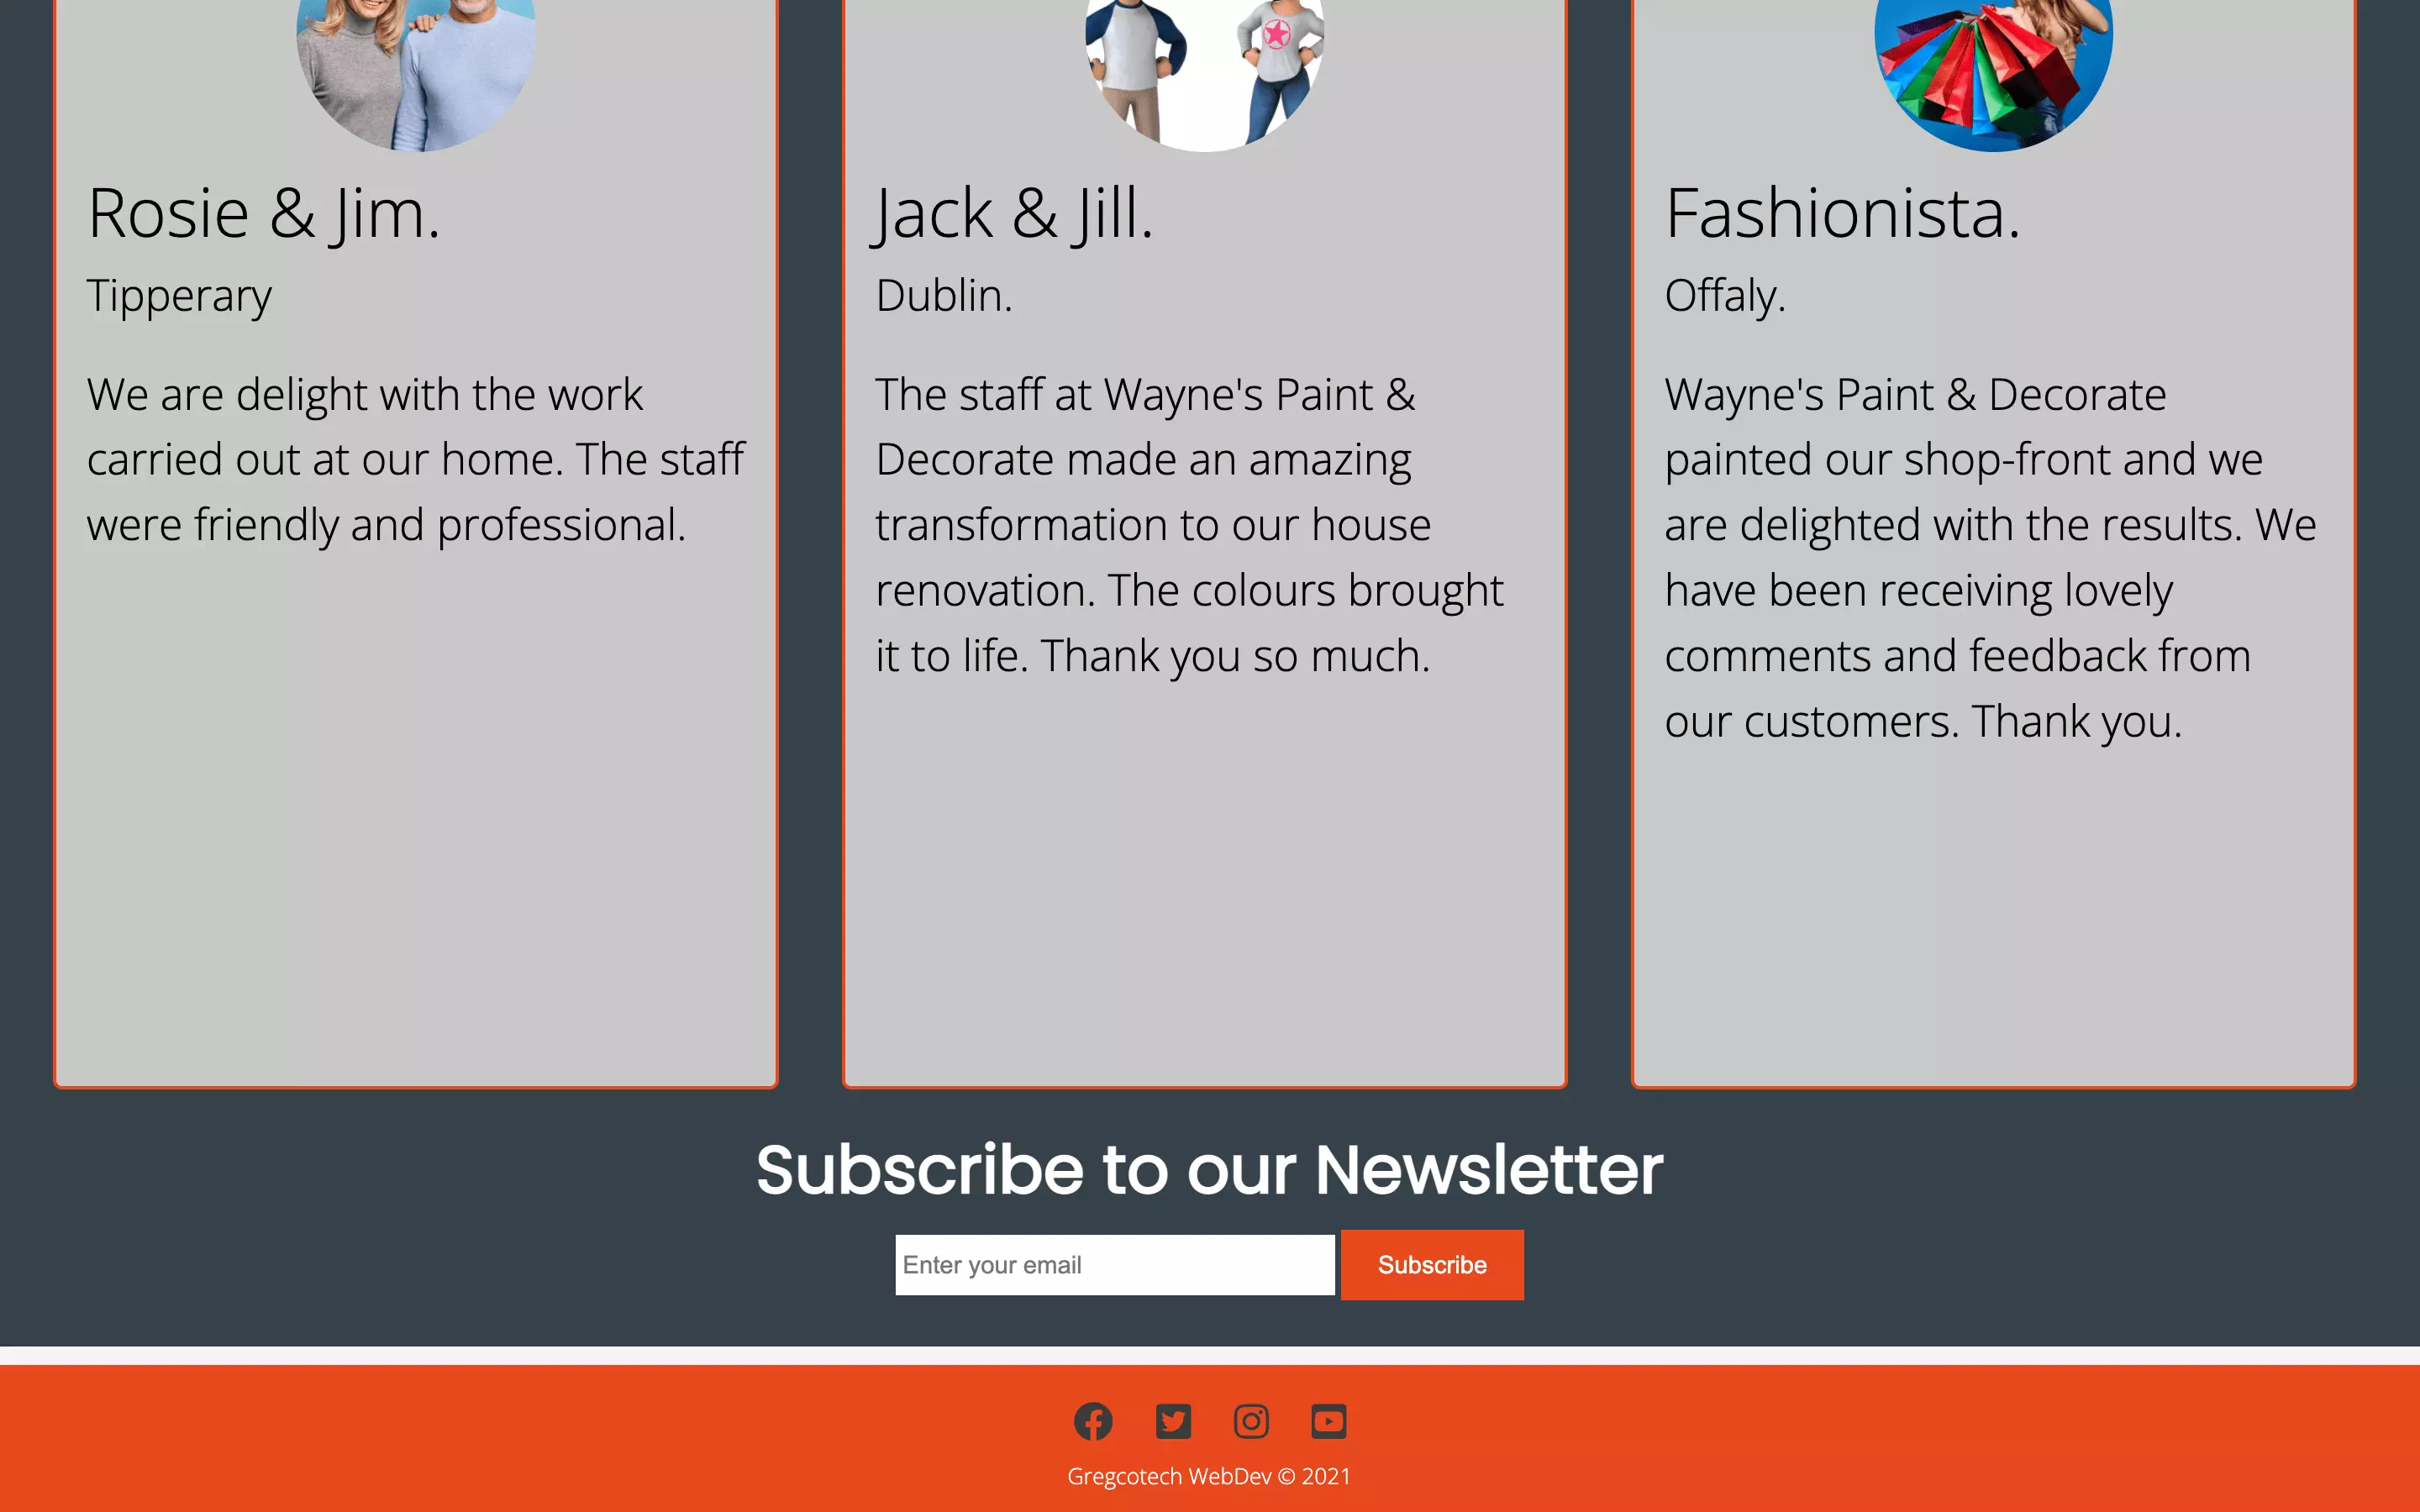 Rosie & Jim.
Tipperary
We are delight with the work
carried out at our home. The staff
were friendly and professional.
Jack & Jill.
Dublin.
The staff at Wayne's Paint &
Decorate made an amazing
transformation to our house
renovation. The colours brought
it to life. Thank you so much.
Fashionista.
Offaly.
Wayne's Paint & Decorate
painted our shop-front and we
are delighted with the results. We
have been receiving lovely
comments and feedback from
our customers. Thank you.
Subscribe to our Newsletter
Enter your email
Subscribe
Gregcotech WebDev © 2021